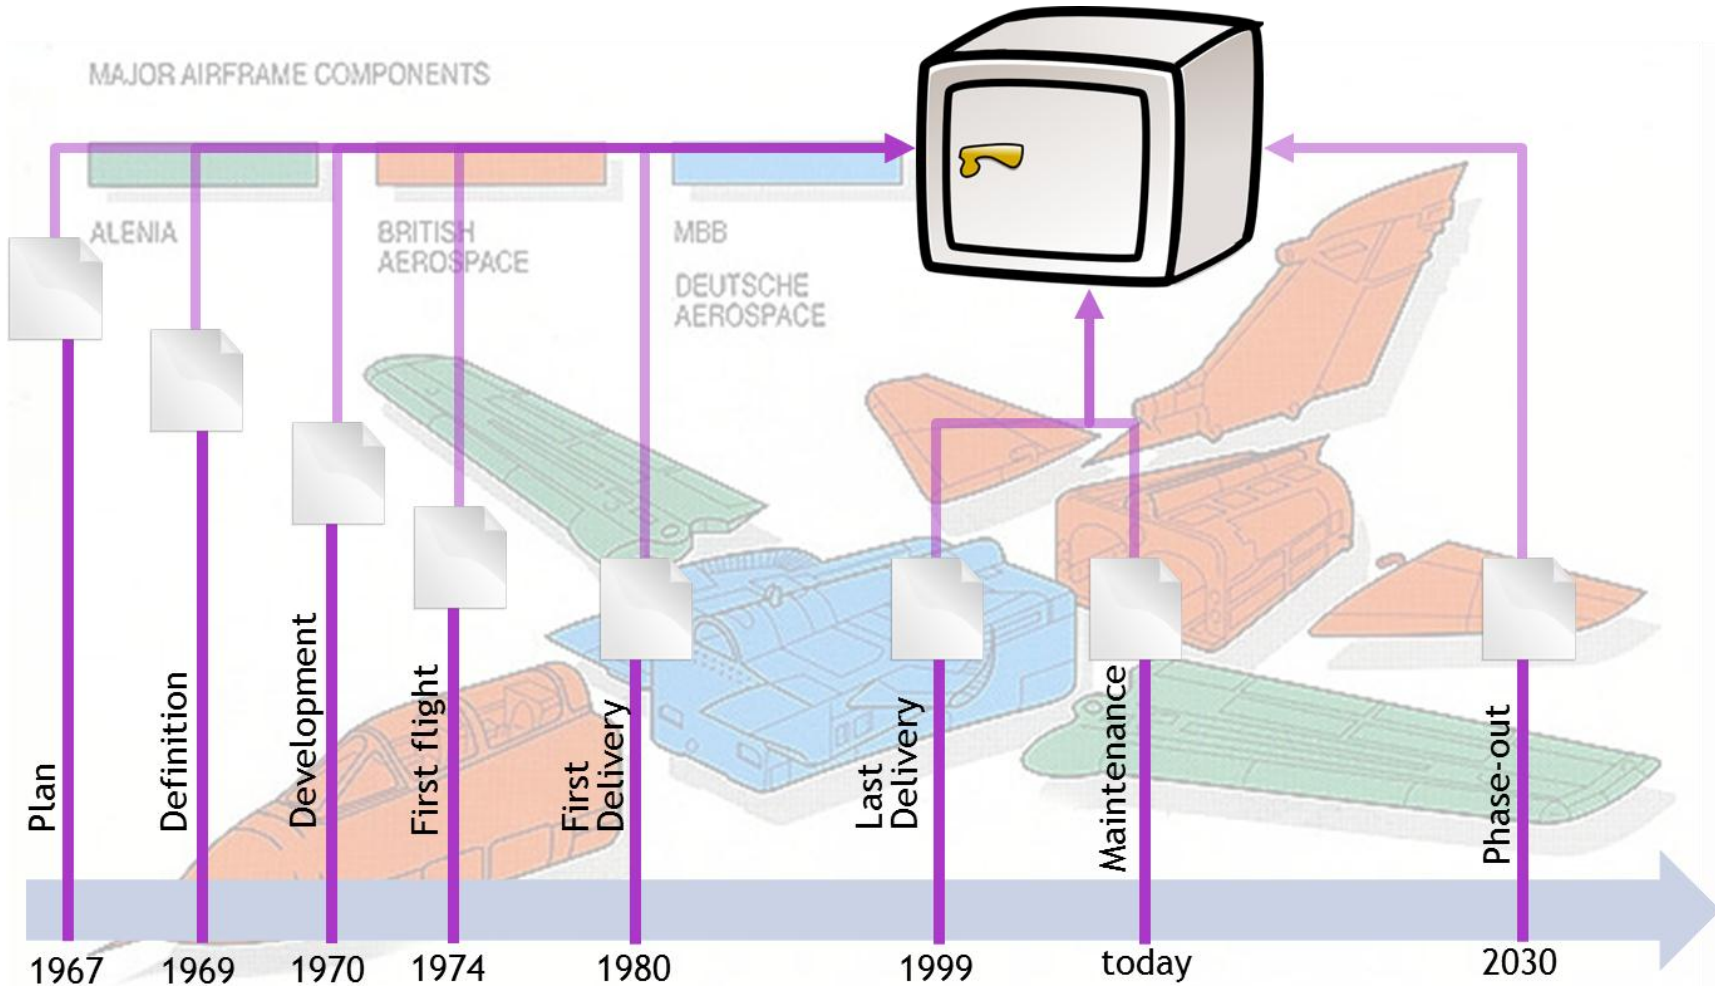 MAJOR AIRFRAME COMPONENTS
ALENIA
BRITISH
AEROSPACE
MBB
DEUTSCHE
AEROSPACE
Plan
Definition
Development
First flight
First
Delivery
Last
Delivery
Maintenance
Phase-out
1967
1969
1970
1974
1980
1999
today
2030